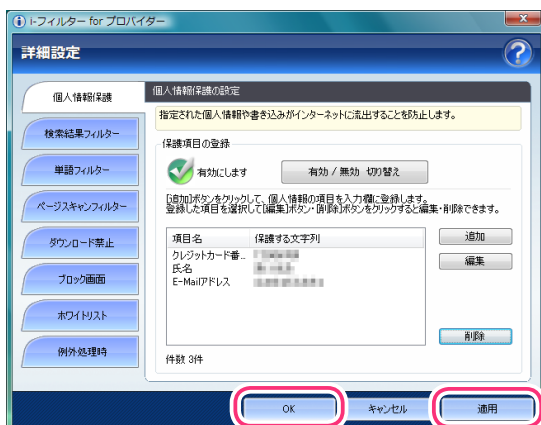 i-フィルター for プロバイダー
詳細設定
?
個人情報保護
検索結果フィルター
単語フィルター
ページスキャンフィルター
ダウンロード禁止
ブロック画面
ホワイトリスト
例外処理時
個人情報保護の設定
指定された個人情報や書き込みがインターネットに流出することを防止します。
保護項目の登録
有効にします
有効 / 無効 切り替え
[追加]ボタンをクリックして、個人情報の項目を入力欄に登録します。
登録した項目を選択して[編集]ボタン・[削除]ボタンをクリックすると編集・削除できます。
項目名 保護する文字列
クレジットカード番...
氏名
E-Mailアドレス
追加
編集
削除
件数 3件
OK キャンセル 適用